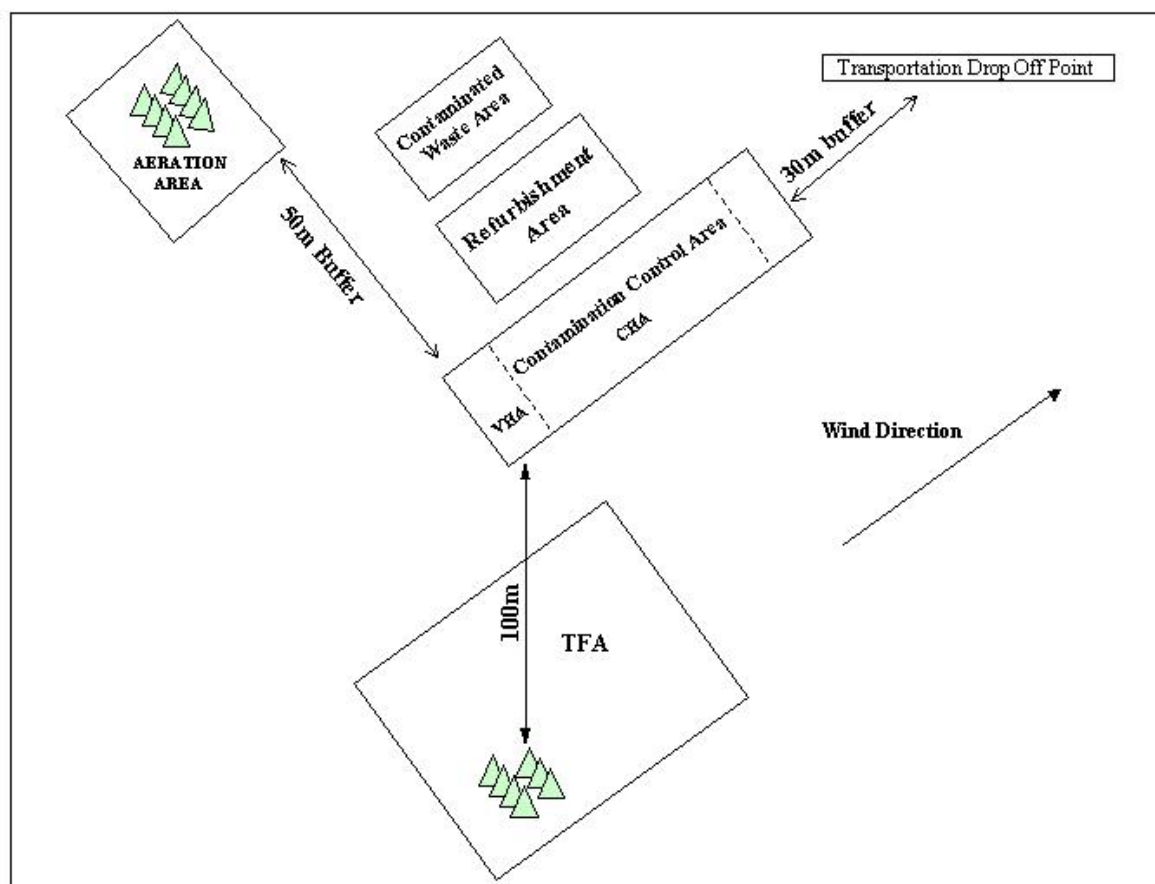 Contaminated
Waste Area
Transportation Drop Off Point
AERATION
AREA
Refurbishment
Area
30m buffer
50m Buffer
Contamination Control Area
CHA
VHA
Wind Direction
100m
TFA